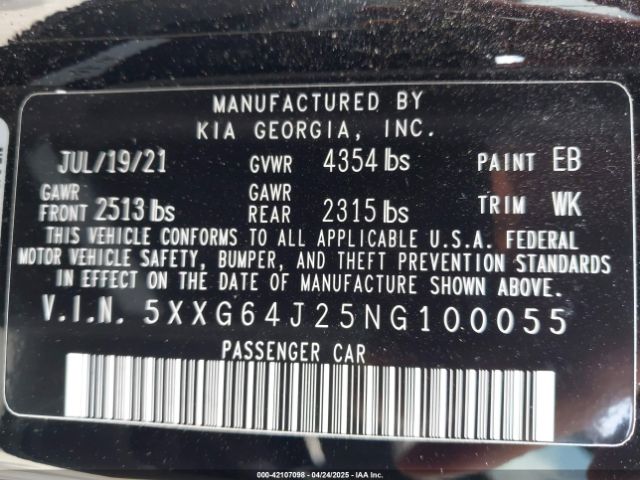 MANUFACTURED BY
KIA GEORGIA, INC.
JUL/19/21 GVWR 4354 lbs PAINT EB
GAWR FRONT 2513 lbs GAWR REAR 2315 lbs TRIM WK
THIS VEHICLE CONFORMS TO ALL APPLICABLE U.S.A. FEDERAL
MOTOR VEHICLE SAFETY, BUMPER, AND THEFT PREVENTION STANDARDS
IN EFFECT ON THE DATE OF MANUFACTURE SHOWN ABOVE.
V.I.N. 5XXG64J25NG100055
PASSENGER CAR
000-42107098 - 04/24/2025 - IAA Inc.